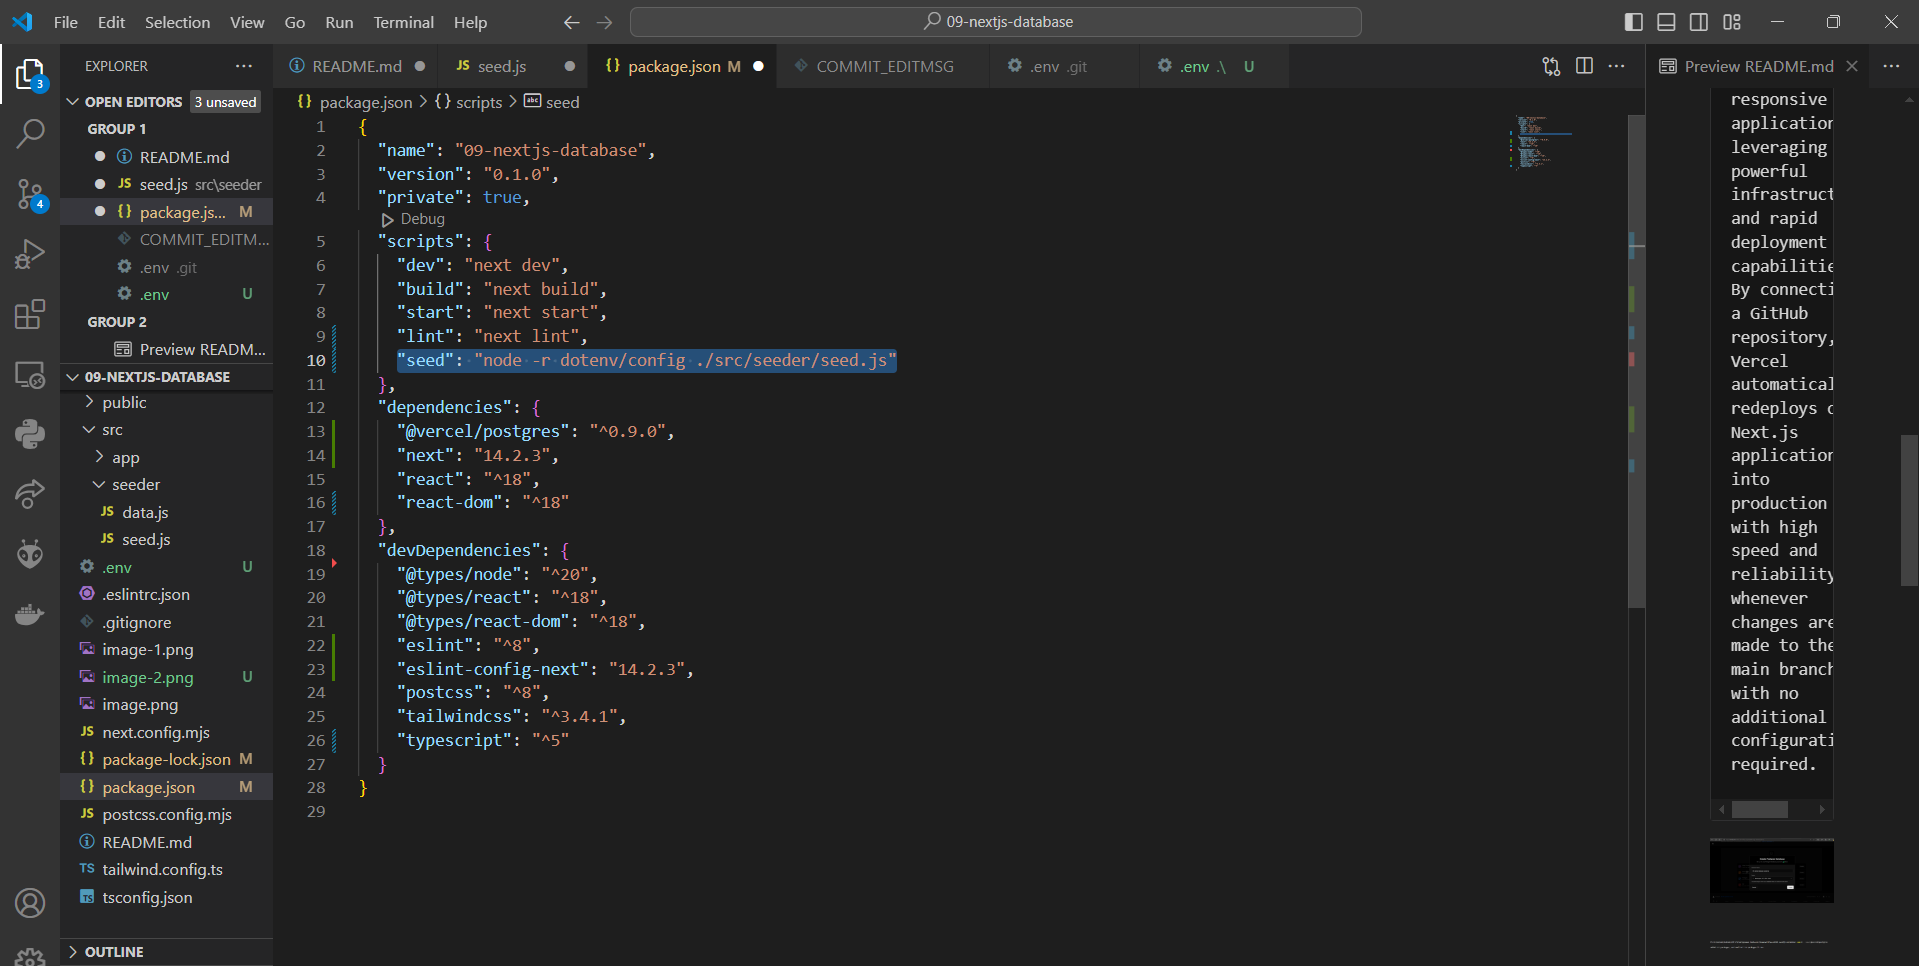 File Edit Selection View Go Run Terminal Help
09-nextjs-database
EXPLORER
OPEN EDITORS 3 unsaved
GROUP 1
README.md
seed.js src\seeder
package.js... M
COMMIT_EDITM...
.env .git
.env U
GROUP 2
Preview READM...
09-NEXTJS-DATABASE
public
src
app
seeder
data.js
seed.js
.env U
.eslintrc.json
.gitignore
image-1.png
image-2.png U
image.png
next.config.mjs
package-lock.json M
package.json M
postcss.config.mjs
README.md
tailwind.config.ts
tsconfig.json
OUTLINE
3
4
README.md
JS seed.js
{} package.json M
COMMIT_EDITMSG
.env .git
.env .\ U
{} package.json > {} scripts > abc seed
1 {
2 "name": "09-nextjs-database",
3 "version": "0.1.0",
4 "private": true,
Debug
5 "scripts": {
6 "dev": "next dev",
7 "build": "next build",
8 "start": "next start",
9 "lint": "next lint",
10 "seed": "node -r dotenv/config ./src/seeder/seed.js"
11 },
12 "dependencies": {
13 "@vercel/postgres": "^0.9.0",
14 "next": "14.2.3",
15 "react": "^18",
16 "react-dom": "^18"
17 },
18 "devDependencies": {
19 "@types/node": "^20",
20 "@types/react": "^18",
21 "@types/react-dom": "^18",
22 "eslint": "^8",
23 "eslint-config-next": "14.2.3",
24 "postcss": "^8",
25 "tailwindcss": "^3.4.1",
26 "typescript": "^5"
27 }
28 }
29
Preview README.md
responsive
application
leveraging
powerful
infrastruct
and rapid
deployment
capabilitie
By connecti
a GitHub
repository,
Vercel
automatical
redeploys o
Next.js
application
into
production
with high
speed and
reliability
whenever
changes are
made to the
main branch
with no
additional
configurati
required.